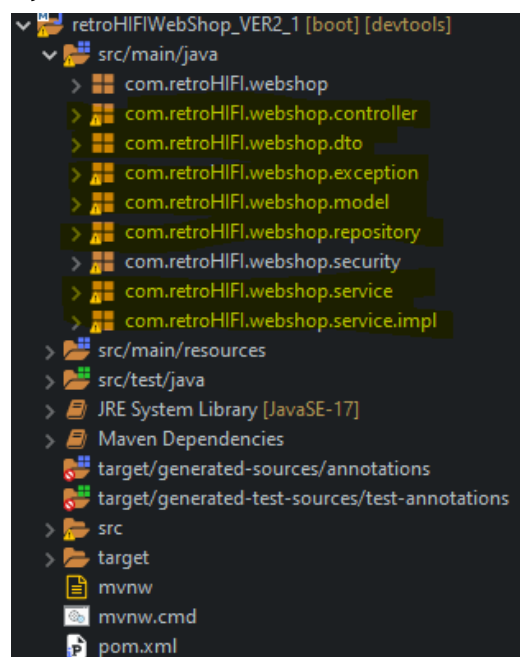 retroHIFIWebShop_VER2_1 [boot] [devtools]
src/main/java
com.retroHIFI.webshop
com.retroHIFI.webshop.controller
com.retroHIFI.webshop.dto
com.retroHIFI.webshop.exception
com.retroHIFI.webshop.model
com.retroHIFI.webshop.repository
com.retroHIFI.webshop.security
com.retroHIFI.webshop.service
com.retroHIFI.webshop.service.impl
src/main/resources
src/test/java
JRE System Library [JavaSE-17]
Maven Dependencies
target/generated-sources/annotations
target/generated-test-sources/test-annotations
src
target
mvnw
mvnw.cmd
pom.xml